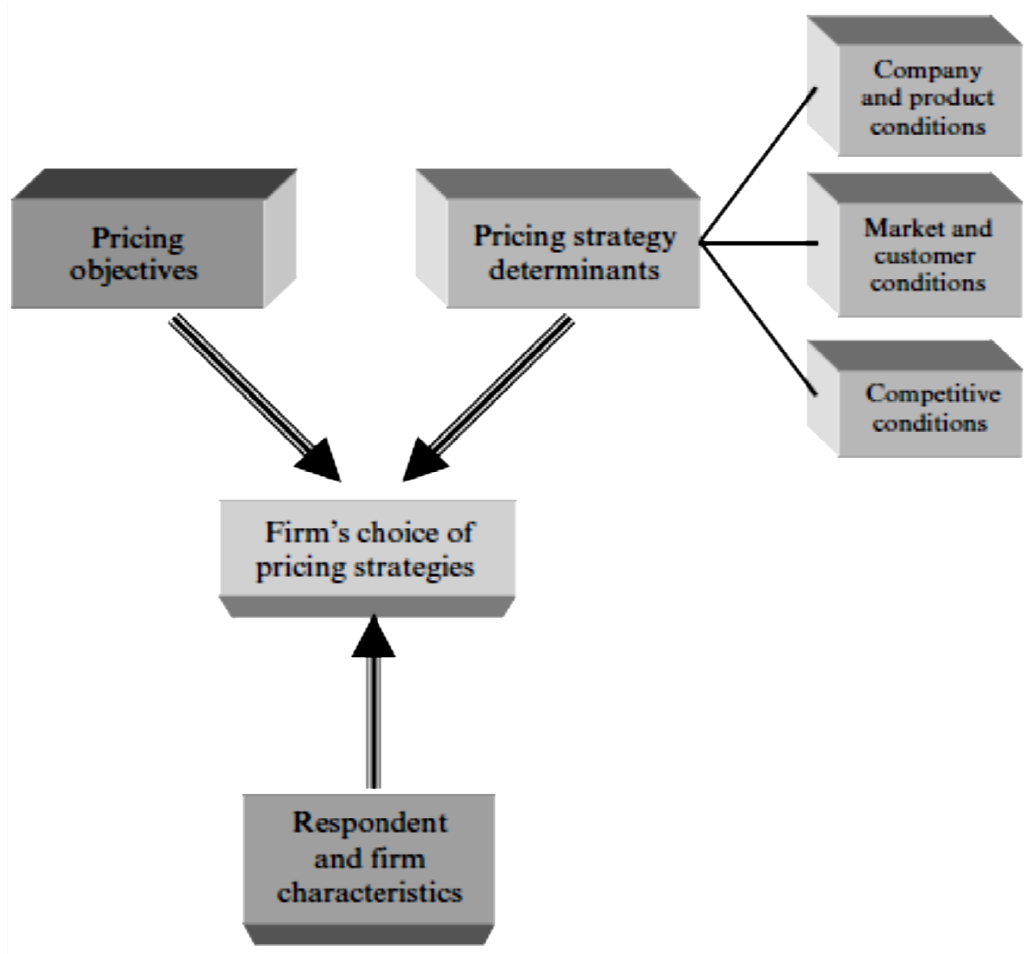 Company
and product
conditions
Pricing
objectives
Pricing strategy
determinants
Market and
customer
conditions
Competitive
conditions
Firm’s choice of
pricing strategies
Respondent
and firm
characteristics